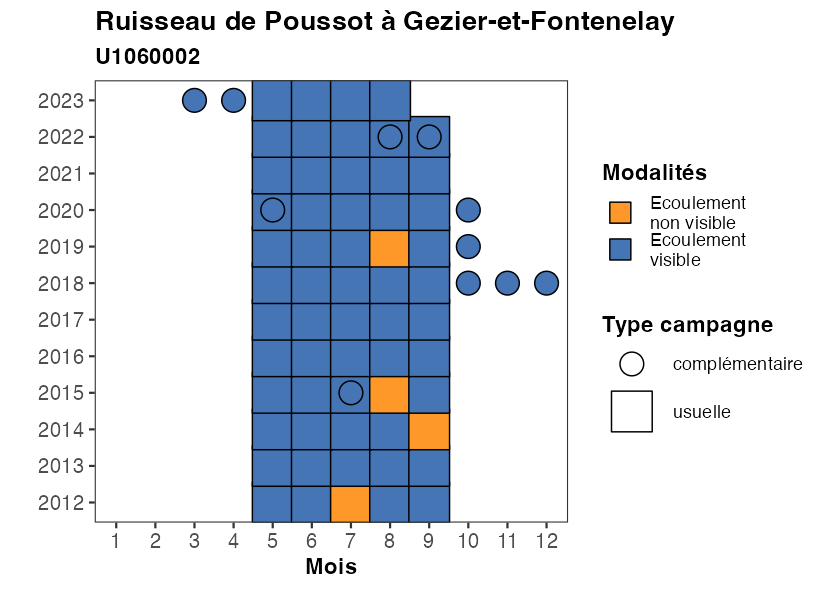 Ruisseau de Poussot à Gezier-et-Fontenelay
U1060002
2023
2022
2021
2020
2019
2018
2017
2016
2015
2014
2013
2012
1 2 3 4 5 6 7 8 9 10 11 12
Mois
Modalités
Ecoulement
non visible
Ecoulement
visible
Type campagne
complémentaire
usuelle